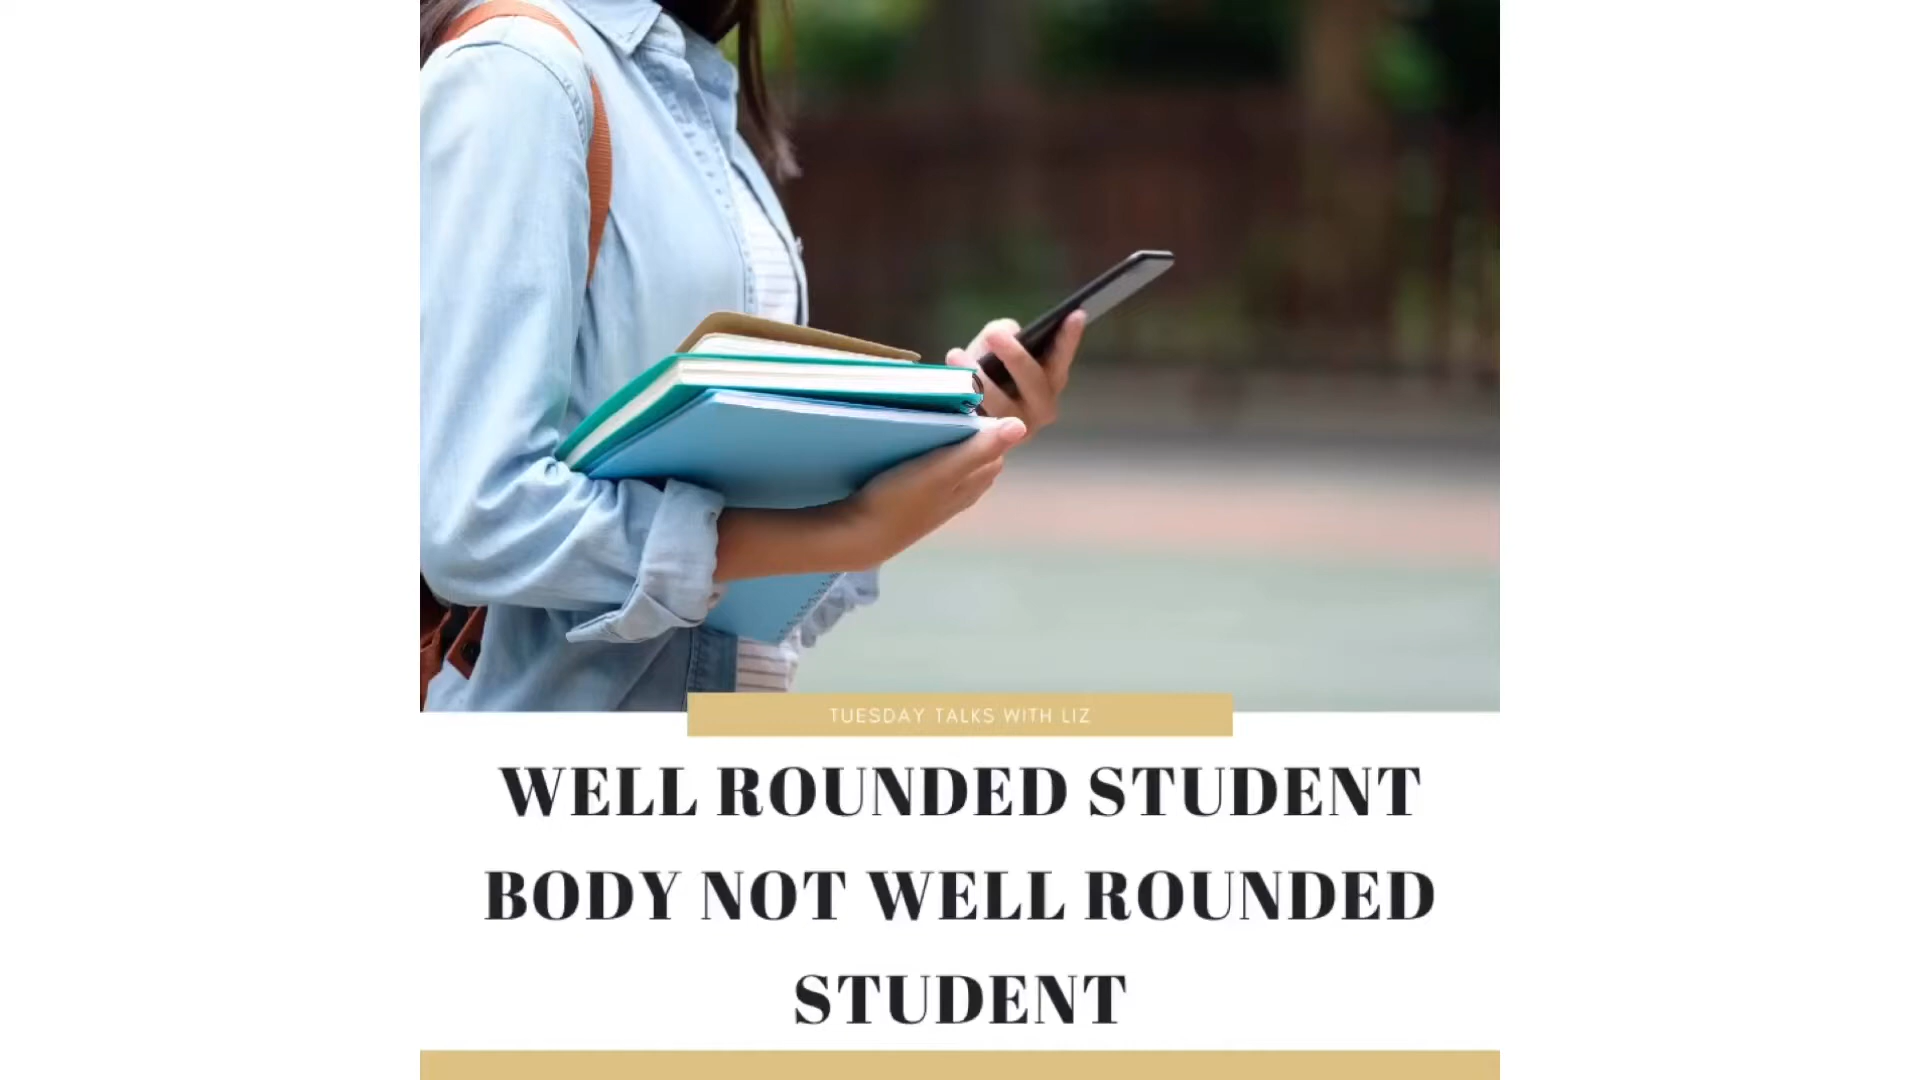 TUESDAY TALKS WITH LIZ
WELL ROUNDED STUDENT
BODY NOT WELL ROUNDED
STUDENT